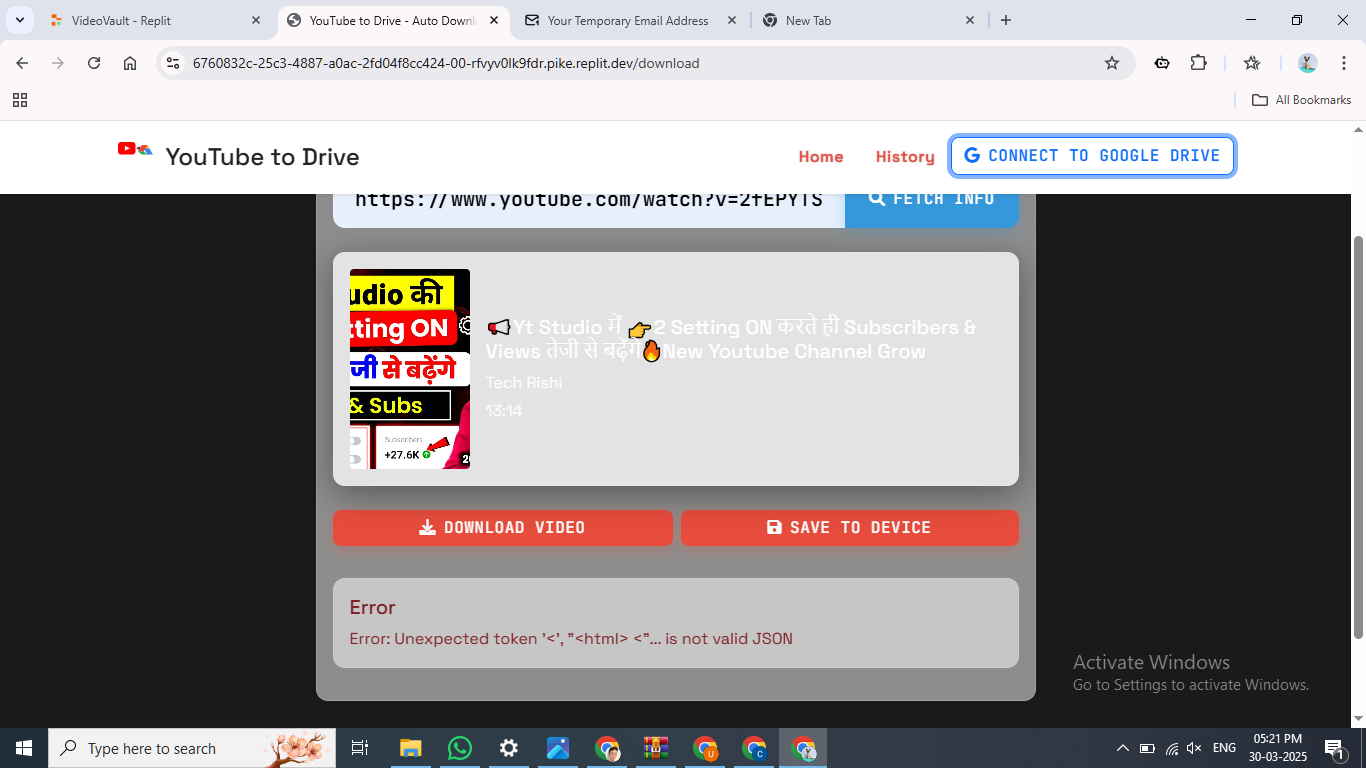 VideoVault - Replit
YouTube to Drive - Auto Downl
Your Temporary Email Address
New Tab
6760832c-25c3-4887-a0ac-2fd04f8cc424-00-rfvyv0lk9fdr.pike.replit.dev/download
All Bookmarks
YouTube to Drive
Home
History
CONNECT TO GOOGLE DRIVE
https://www.youtube.com/watch?v=2fEPYTS
FETCH INFO
udio की
tting ON
जी से बढ़ेंगे
& Subs
Subscribers
+27.6K
20
📢Yt Studio में 👉2 Setting ON करते ही Subscribers &
Views तेजी से बढ़ेंगे🔥New Youtube Channel Grow
Tech Rishi
13:14
DOWNLOAD VIDEO
SAVE TO DEVICE
Error
Error: Unexpected token '<', "<html> <"... is not valid JSON
Activate Windows
Go to Settings to activate Windows.
Type here to search
ENG
05:21 PM
30-03-2025
1